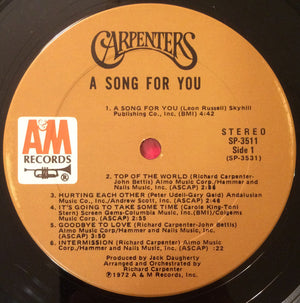 CARPENTERS
A SONG FOR YOU
1. A SONG FOR YOU (Leon Russell) Skyhill
Publishing Co., Inc. (BMI) 4:42
STEREO
SP-3511
Side 1
(SP-3531)
A&M
RECORDS
2. TOP OF THE WORLD (Richard Carpenter-
John Bettis) Almo Music Corp./Hammer and
Nails Music, Inc. (ASCAP) 2:56
3. HURTING EACH OTHER (Peter Udell-Gary Geld) Andalusian
Music Co., Inc./Andrew Scott, Inc. (ASCAP) 2:46
4. IT'S GOING TO TAKE SOME TIME (Carole King-Toni
Stern) Screen Gems-Columbia Music, Inc.(BMI)/Colgems
Music Corp. (ASCAP) 2:55
5. GOODBYE TO LOVE (Richard Carpenter-John Bettis)
Almo Music Corp./Hammer and Nails Music, Inc. (ASCAP)
3:50
6. INTERMISSION (Richard Carpenter) Almo Music
Corp./Hammer and Nails Music, Inc. (ASCAP) :22
Produced by Jack Daugherty
Arranged and Orchestrated by
Richard Carpenter
℗1972 A&M RECORDS, INC.